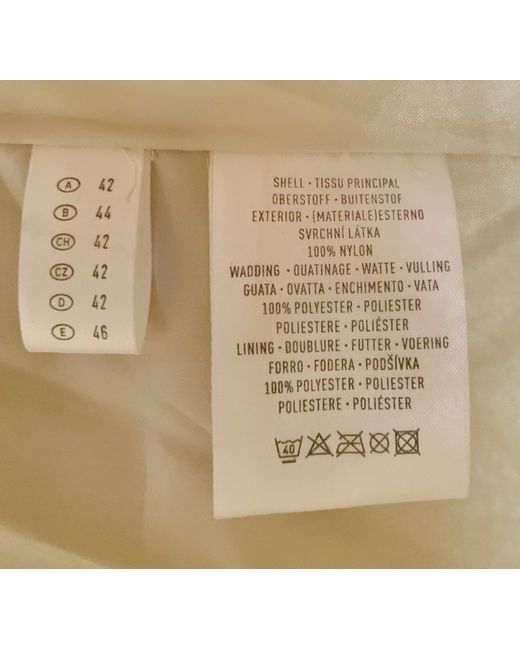 A 42
B 44
CH 42
CZ 42
D 42
E 46
SHELL · TISSU PRINCIPAL
OBERSTOFF · BUITENSTOF
EXTERIOR · (MATERIALE)ESTERNO
SVRCHNÍ LÁTKA
100% NYLON
WADDING · OUATINAGE · WATTE · VULLING
GUATA · OVATTA · ENCHIMENTO · VATA
100% POLYESTER · POLIESTER
POLIESTERE · POLIÉSTER
LINING · DOUBLURE · FUTTER · VOERING
FORRO · FODERA · PODŠÍVKA
100% POLYESTER · POLIESTER
POLIESTERE · POLIÉSTER
40